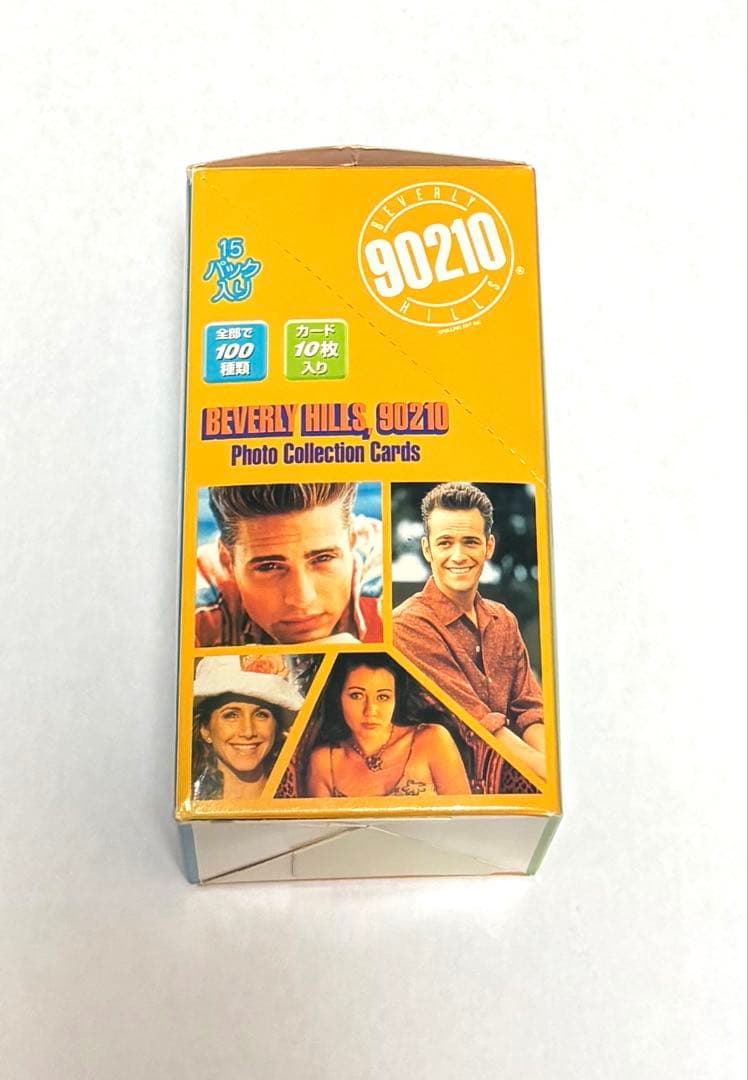 BEVERLY
90210
HILLS
®
15
パック
入り
全部で
100
種類
カード
10枚
入り
BEVERLY HILLS, 90210
Photo Collection Cards